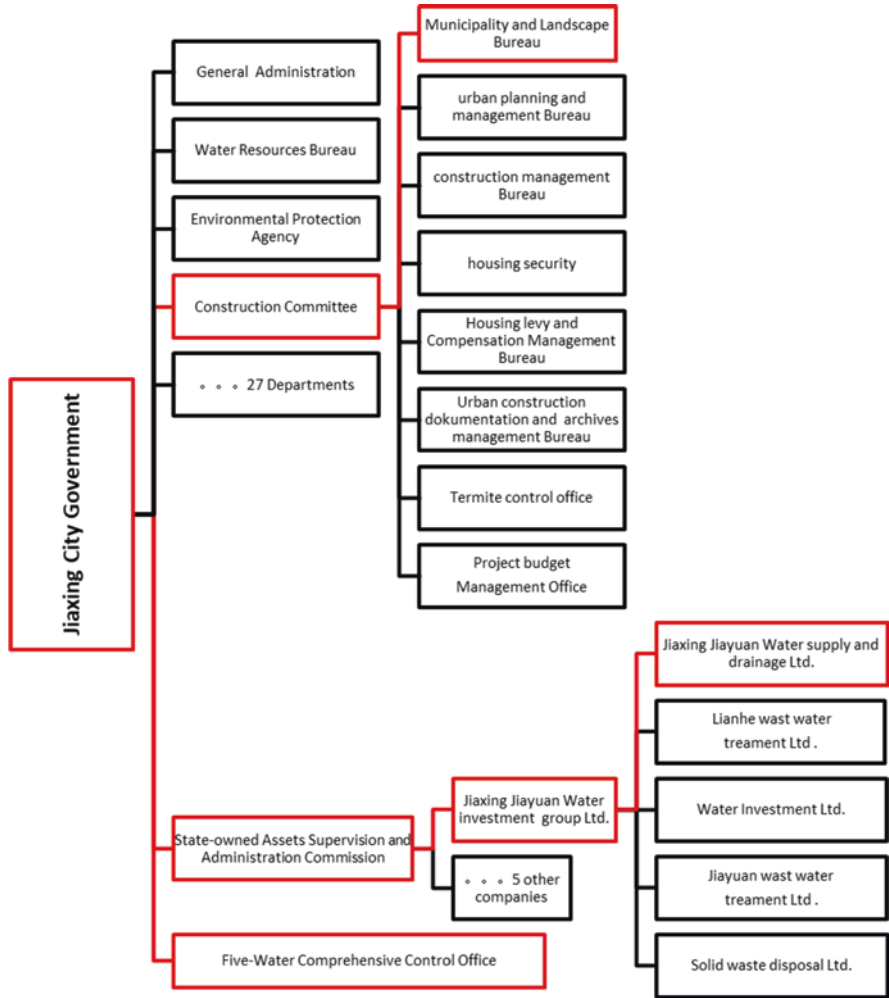 Jiaxing City Government
General Administration
Water Resources Bureau
Environmental Protection
Agency
Construction Committee
。。。27 Departments
Municipality and Landscape
Bureau
urban planning and
management Bureau
construction management
Bureau
housing security
Housing levy and
Compensation Management
Bureau
Urban construction
dokumentation and archives
management Bureau
Termite control office
Project budget
Management Office
State-owned Assets Supervision and
Administration Commission
Five-Water Comprehensive Control Office
Jiaxing Jiayuan Water
investment group Ltd.
。。。5 other
companies
Jiaxing Jiayuan Water supply and
drainage Ltd.
Lianhe wast water
treament Ltd .
Water Investment Ltd.
Jiayuan wast water
treament Ltd .
Solid waste disposal Ltd.